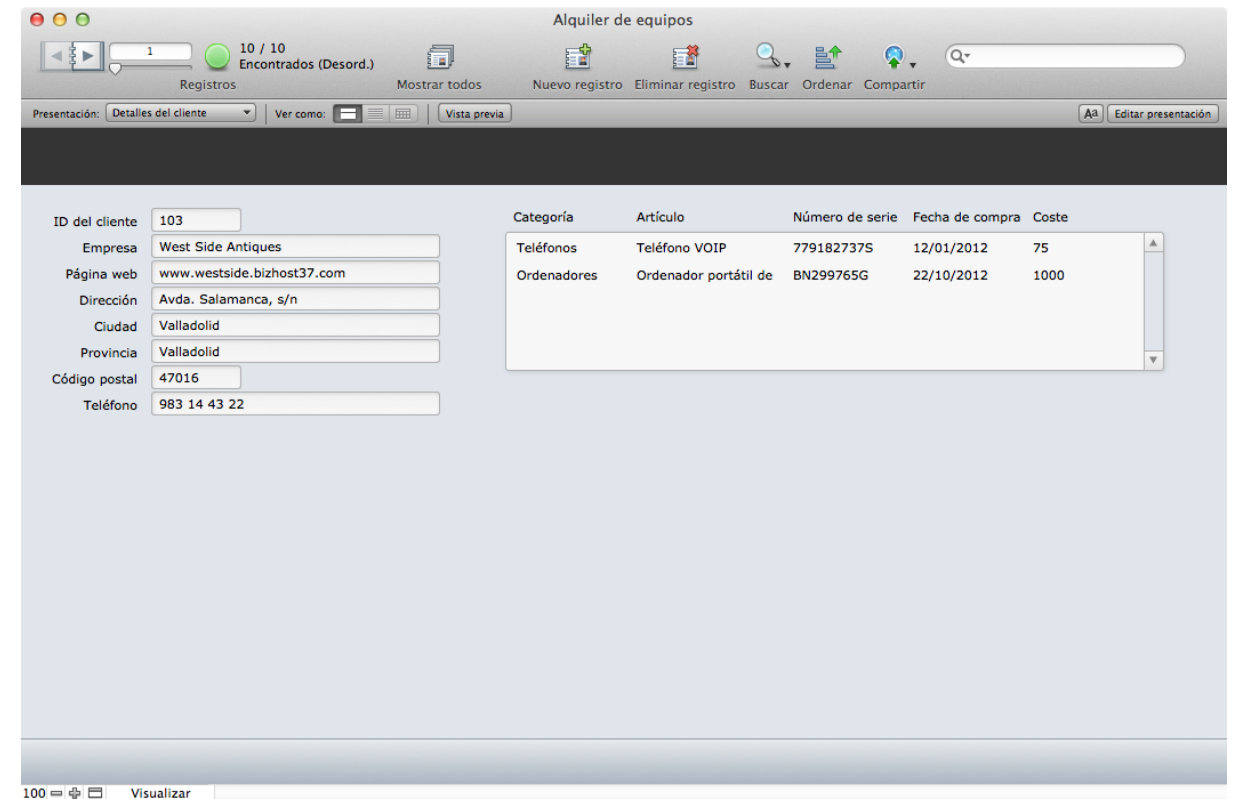 Alquiler de equipos
1
10 / 10
Encontrados (Desord.)
Registros
Mostrar todos
Nuevo registro
Eliminar registro
Buscar
Ordenar
Compartir
Presentación: Detalles del cliente
Ver como:
Vista previa
Aa
Editar presentación
ID del cliente 103
Empresa West Side Antiques
Página web www.westside.bizhost37.com
Dirección Avda. Salamanca, s/n
Ciudad Valladolid
Provincia Valladolid
Código postal 47016
Teléfono 983 14 43 22
Categoría Artículo Número de serie Fecha de compra Coste
Teléfonos Teléfono VOIP 779182737S 12/01/2012 75
Ordenadores Ordenador portátil de BN299765G 22/10/2012 1000
100 Visualizar